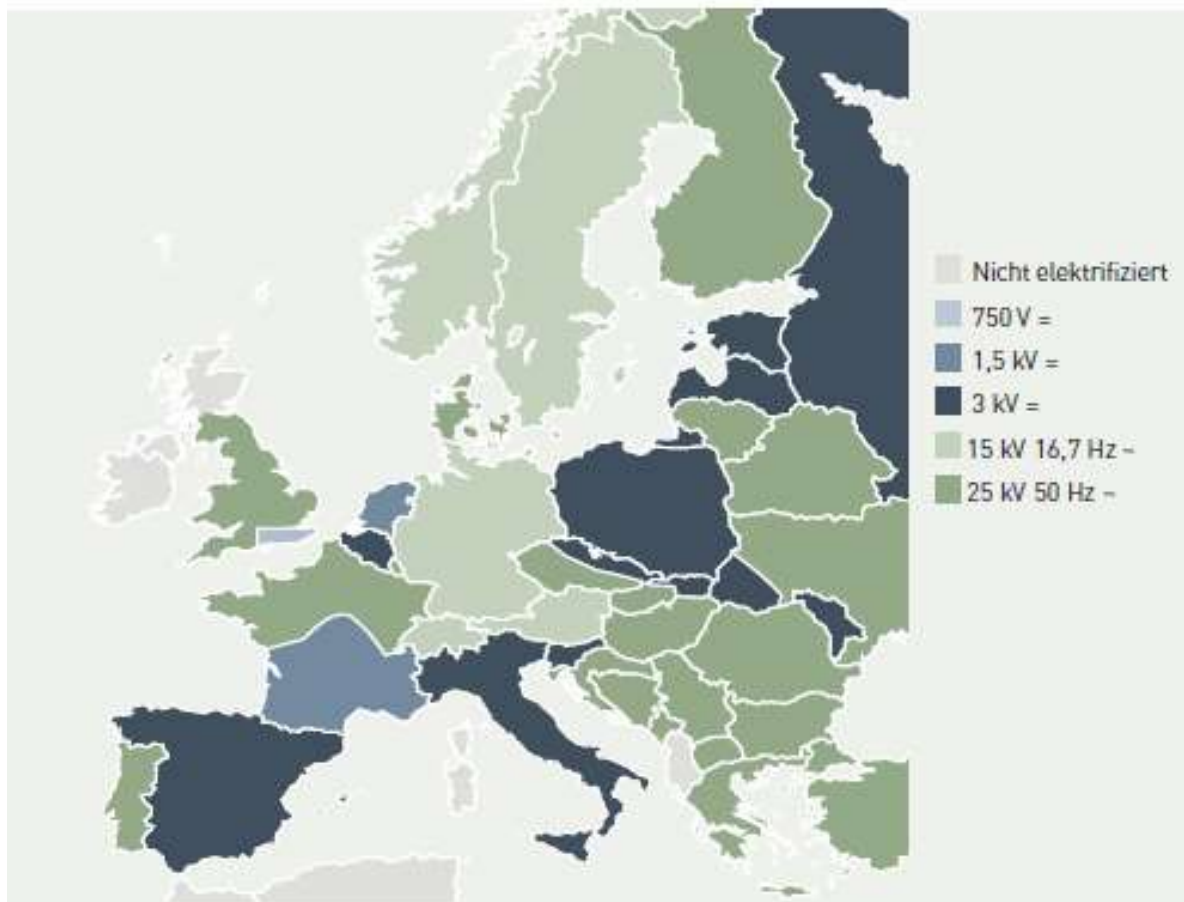 Nicht elektrifiziert
750 V =
1,5 kV =
3 kV =
15 kV 16,7 Hz ~
25 kV 50 Hz ~